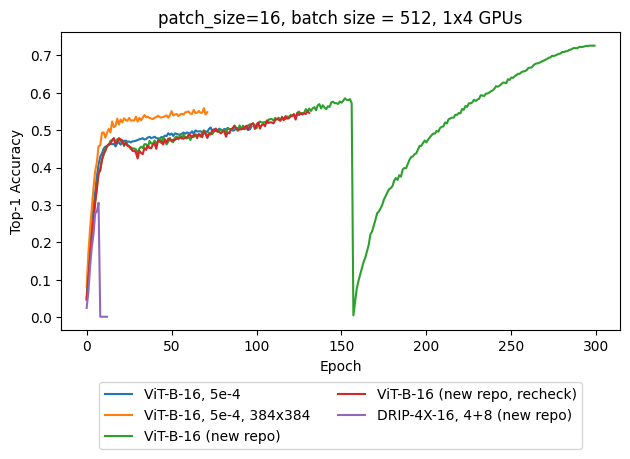 patch_size=16, batch size = 512, 1x4 GPUs
Top-1 Accuracy
0.7
0.6
0.5
0.4
0.3
0.2
0.1
0.0
0 50 100 150 200 250 300
Epoch
ViT-B-16, 5e-4
ViT-B-16, 5e-4, 384x384
ViT-B-16 (new repo)
ViT-B-16 (new repo, recheck)
DRIP-4X-16, 4+8 (new repo)